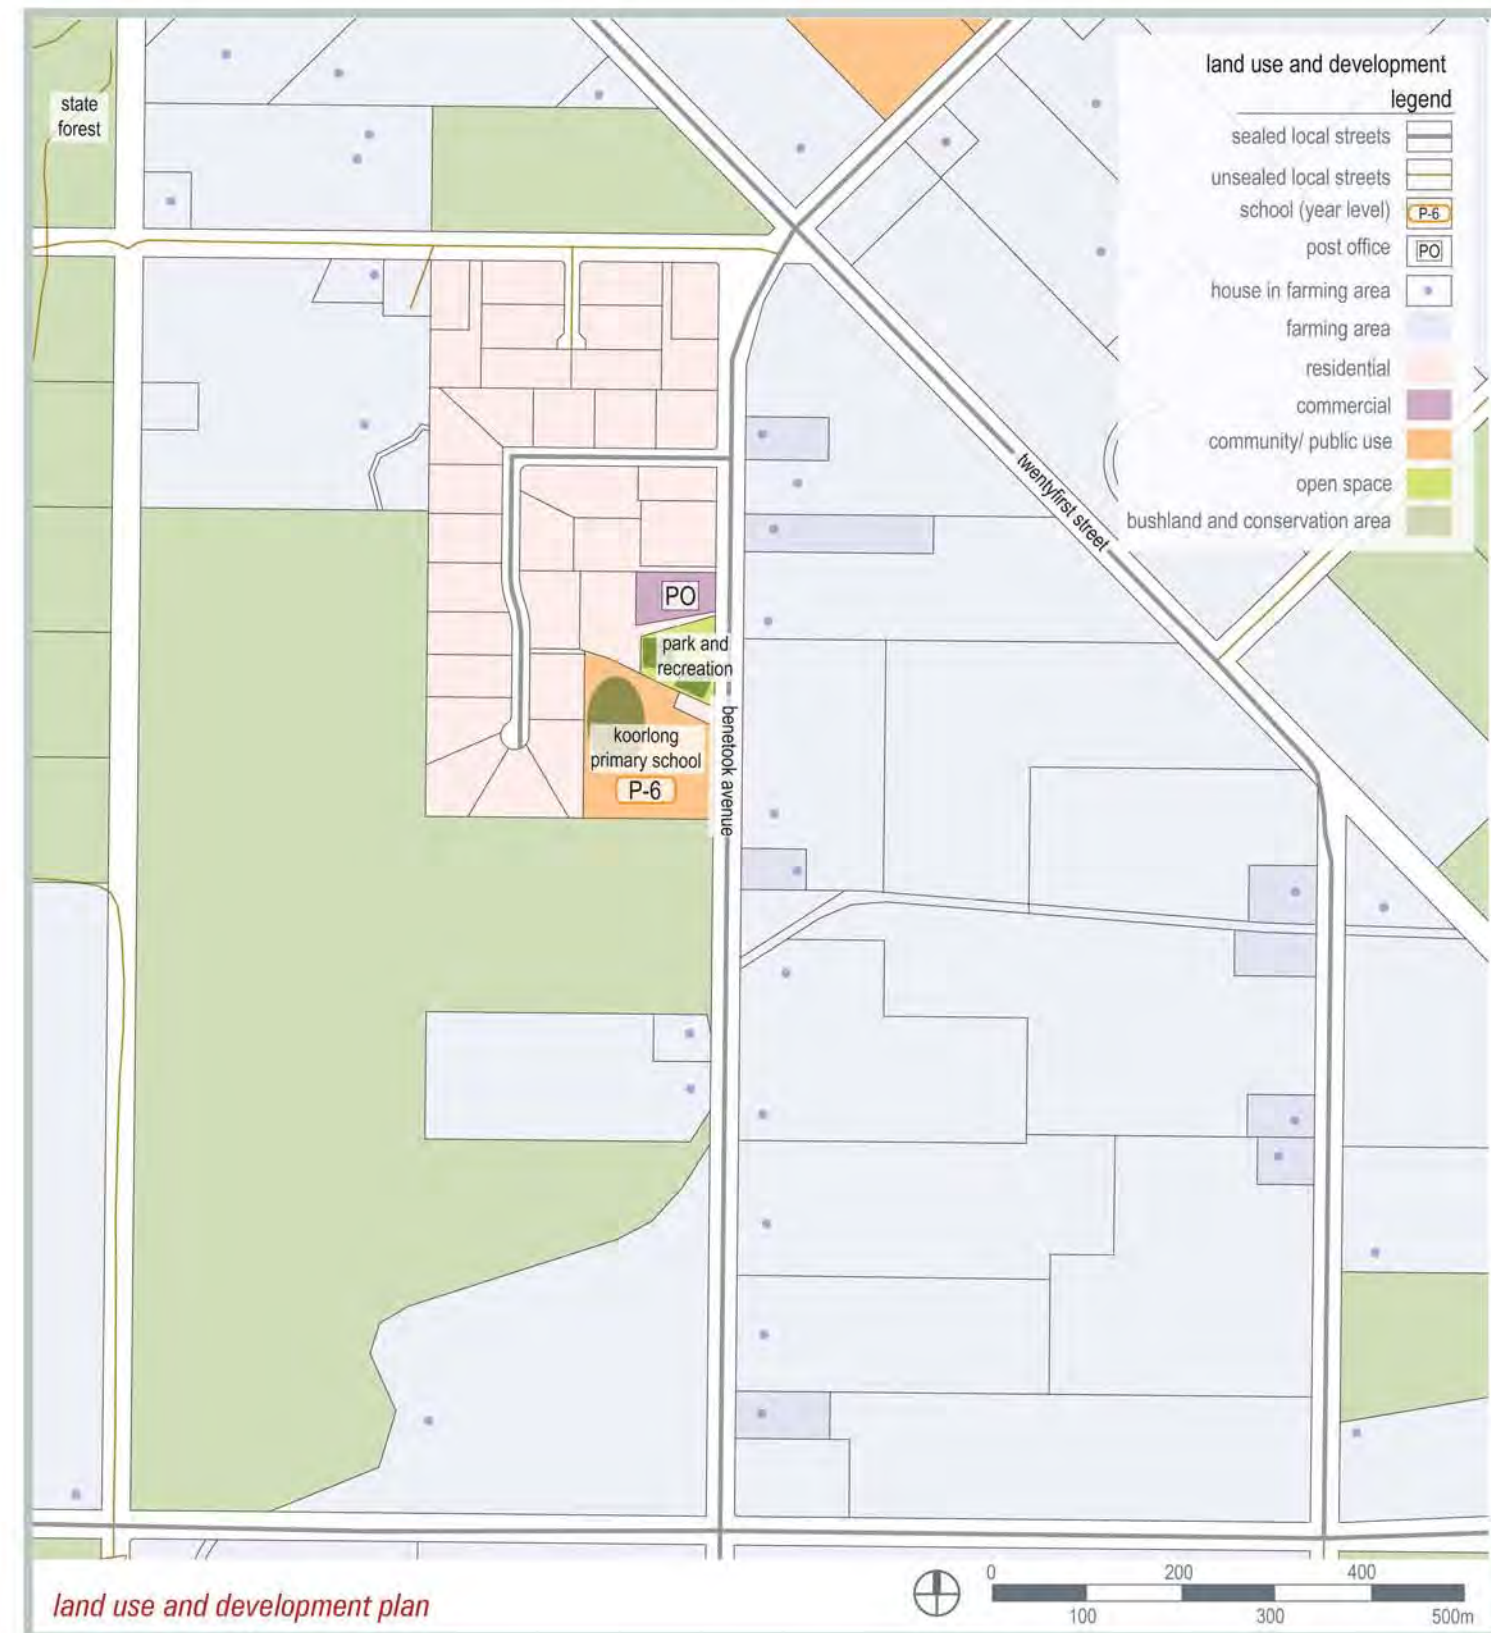 state
forest
land use and development
legend
sealed local streets
unsealed local streets
school (year level)
P-6
post office
PO
house in farming area
farming area
residential
commercial
community/ public use
open space
bushland and conservation area
twentyfirst street
PO
park and
recreation
benetook avenue
koorlong
primary school
P-6
land use and development plan
0
200
400
100
300
500m